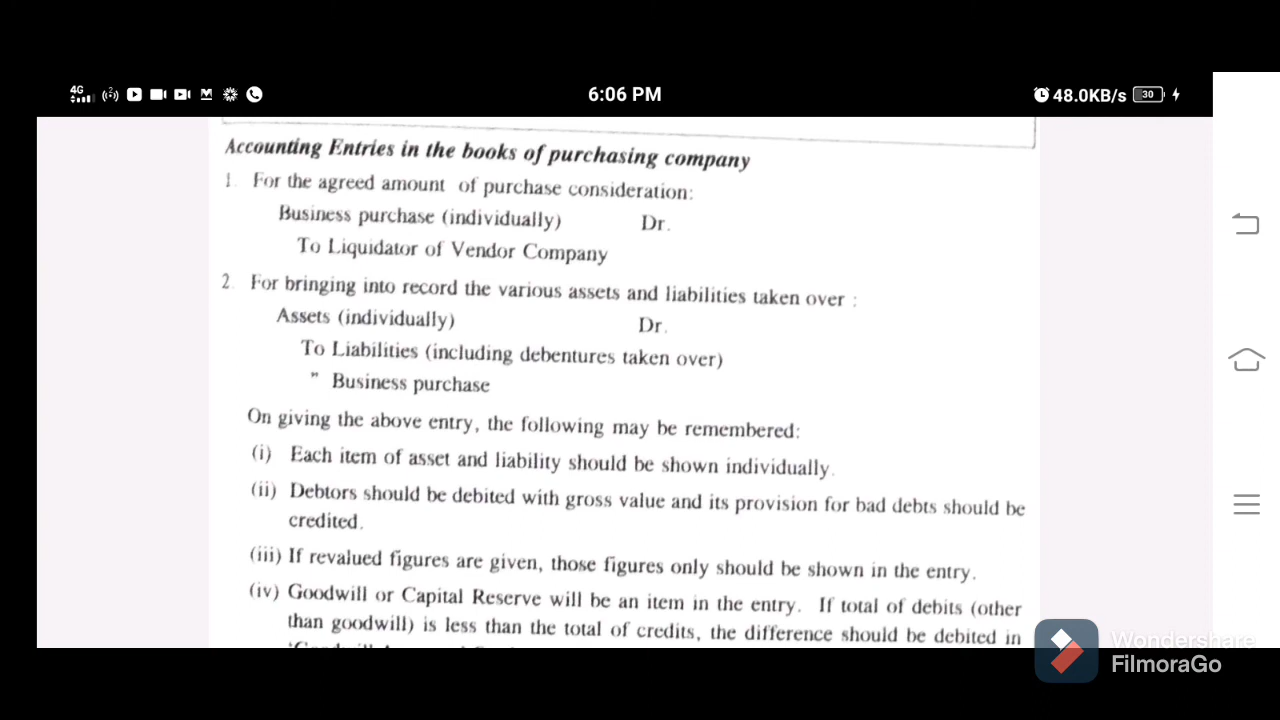 4G
6:06 PM
48.0KB/s 30
Accounting Entries in the books of purchasing company
1. For the agreed amount of purchase consideration:
Business purchase (individually) Dr.
To Liquidator of Vendor Company
2. For bringing into record the various assets and liabilities taken over :
Assets (individually) Dr.
To Liabilities (including debentures taken over)
" Business purchase
On giving the above entry, the following may be remembered:
(i) Each item of asset and liability should be shown individually.
(ii) Debtors should be debited with gross value and its provision for bad debts should be
credited.
(iii) If revalued figures are given, those figures only should be shown in the entry.
(iv) Goodwill or Capital Reserve will be an item in the entry. If total of debits (other
than goodwill) is less than the total of credits, the difference should be debited in
Wondershare
FilmoraGo